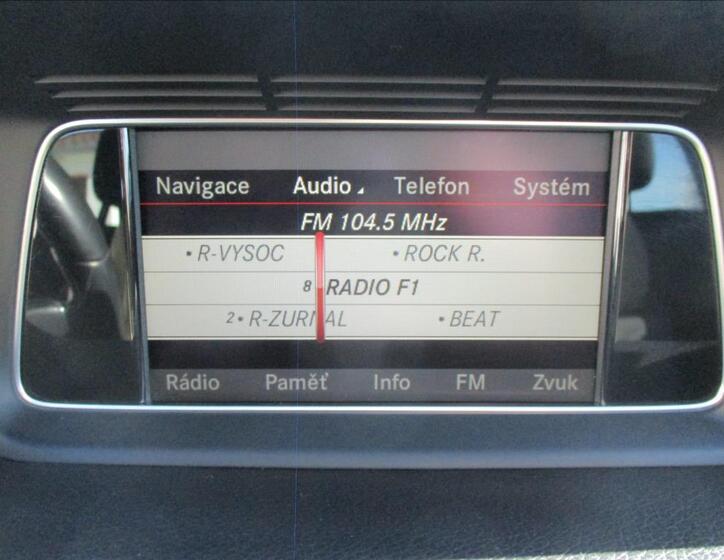 Navigace Audio Telefon Systém
FM 104.5 MHz
• R-VYSOC • ROCK R.
8 RADIO F1
2• R-ZURNAL • BEAT
Rádio Paměť Info FM Zvuk